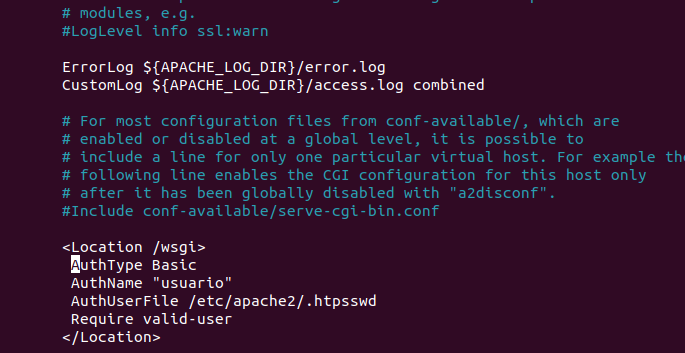 # modules, e.g.
#LogLevel info ssl:warn
ErrorLog ${APACHE_LOG_DIR}/error.log
CustomLog ${APACHE_LOG_DIR}/access.log combined
# For most configuration files from conf-available/, which are
# enabled or disabled at a global level, it is possible to
# include a line for only one particular virtual host. For example the
# following line enables the CGI configuration for this host only
# after it has been globally disabled with "a2disconf".
#Include conf-available/serve-cgi-bin.conf
<Location /wsgi>
AuthType Basic
AuthName "usuario"
AuthUserFile /etc/apache2/.htpsswd
Require valid-user
</Location>